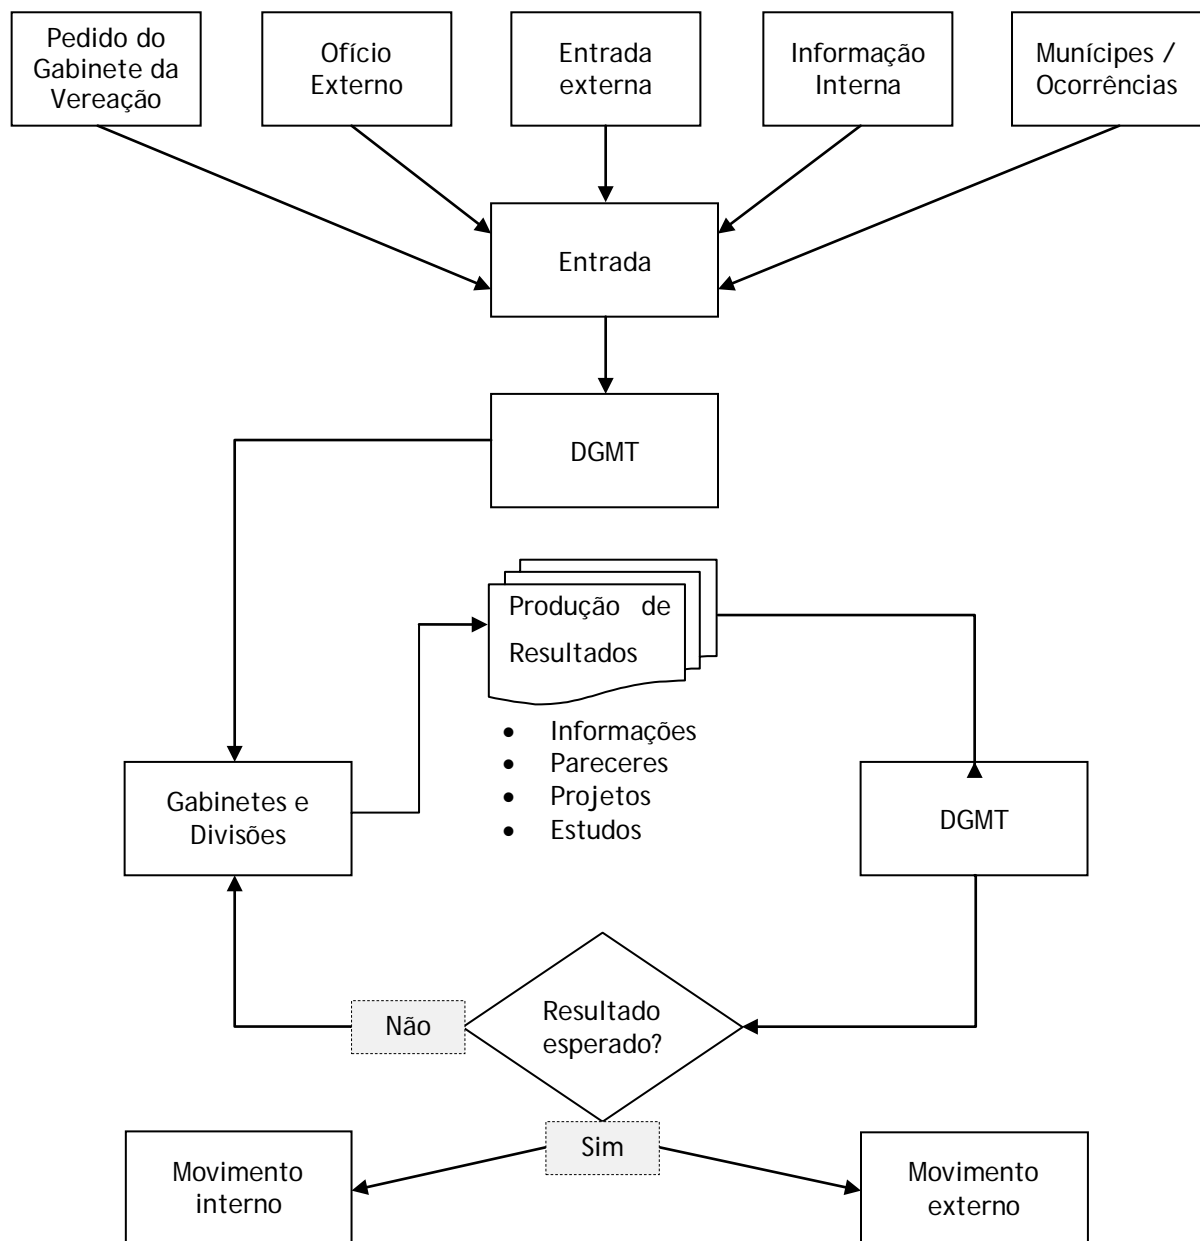 Pedido do
Gabinete da
Vereação
Ofício
Externo
Entrada
externa
Informação
Interna
Munícipes /
Ocorrências
Entrada
DGMT
Produção de
Resultados
• Informações
• Pareceres
• Projetos
• Estudos
Gabinetes e
Divisões
DGMT
Resultado
esperado?
Não
Sim
Movimento
interno
Movimento
externo